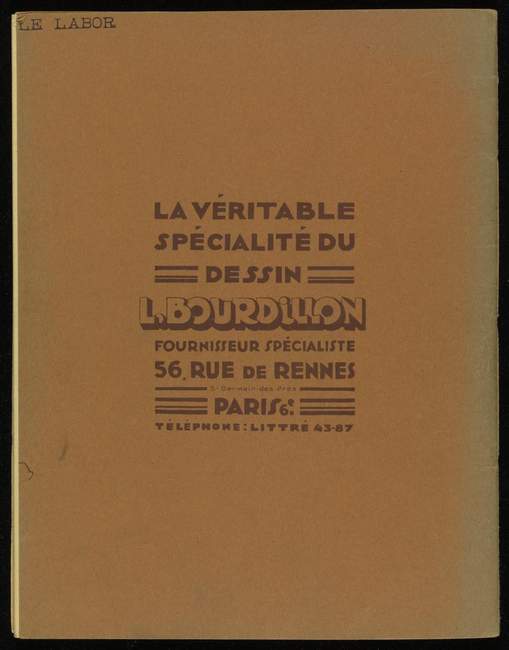 LE LABOR
LA VÉRITABLE
SPÉCIALITÉ DU
DESSIN
L. BOURDILLON
FOURNISSEUR SPÉCIALISTE
56, RUE DE RENNES
S^t-Germain des Prés
PARIS 6e.
TÉLÉPHONE: LITTRÉ 43-87